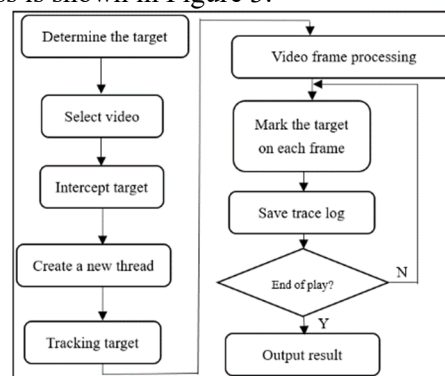 is shown in Figure 3.
Determine the target
Select video
Intercept target
Create a new thread
Tracking target
Video frame processing
Mark the target
on each frame
Save trace log
End of play?
N
Y
Output result